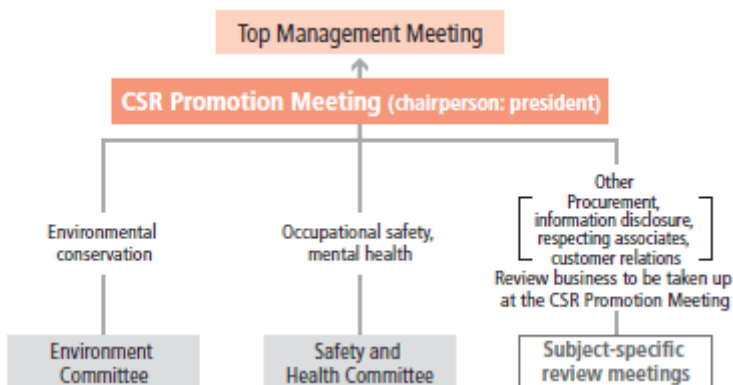 Top Management Meeting
CSR Promotion Meeting (chairperson: president)
Environmental
conservation
Occupational safety,
mental health
Other
Procurement,
information disclosure,
respecting associates,
customer relations
Review business to be taken up
at the CSR Promotion Meeting
Environment
Committee
Safety and
Health Committee
Subject-specific
review meetings